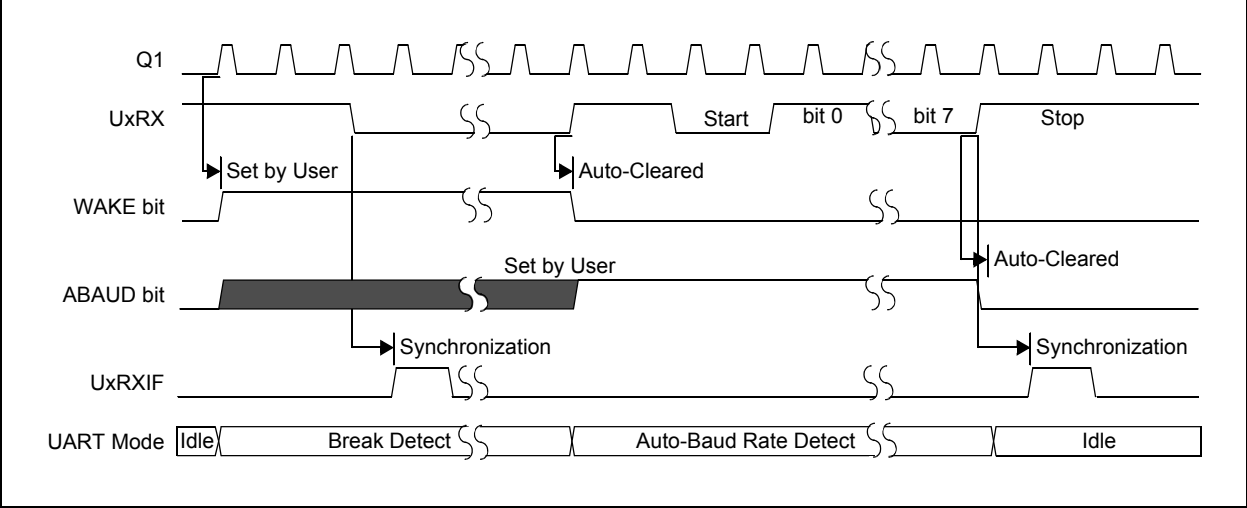 Q1
UxRX
Start
bit 0
bit 7
Stop
Set by User
Auto-Cleared
WAKE bit
Auto-Cleared
Set by User
ABAUD bit
Synchronization
Synchronization
UxRXIF
UART Mode
Idle
Break Detect
Auto-Baud Rate Detect
Idle